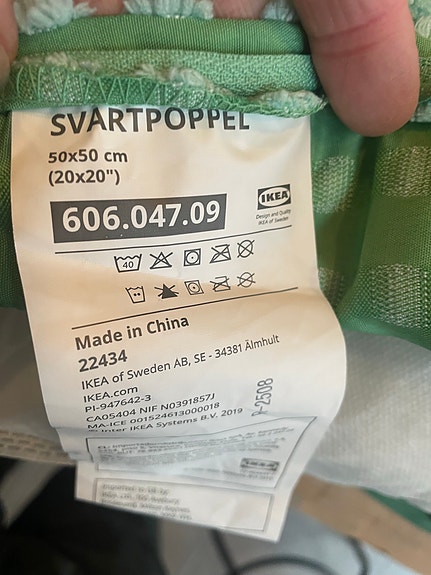 SVARTPOPPEL
50x50 cm
(20x20")
606.047.09
IKEA
Design and Quality
IKEA of Sweden
40
Made in China
22434
IKEA of Sweden AB, SE - 34381 Älmhult
IKEA.com
PI-947642-3
CA05404 NIF N0391857J
MA-ICE 001524613000018
Inter IKEA Systems B.V. 2019
-2508
IKEA